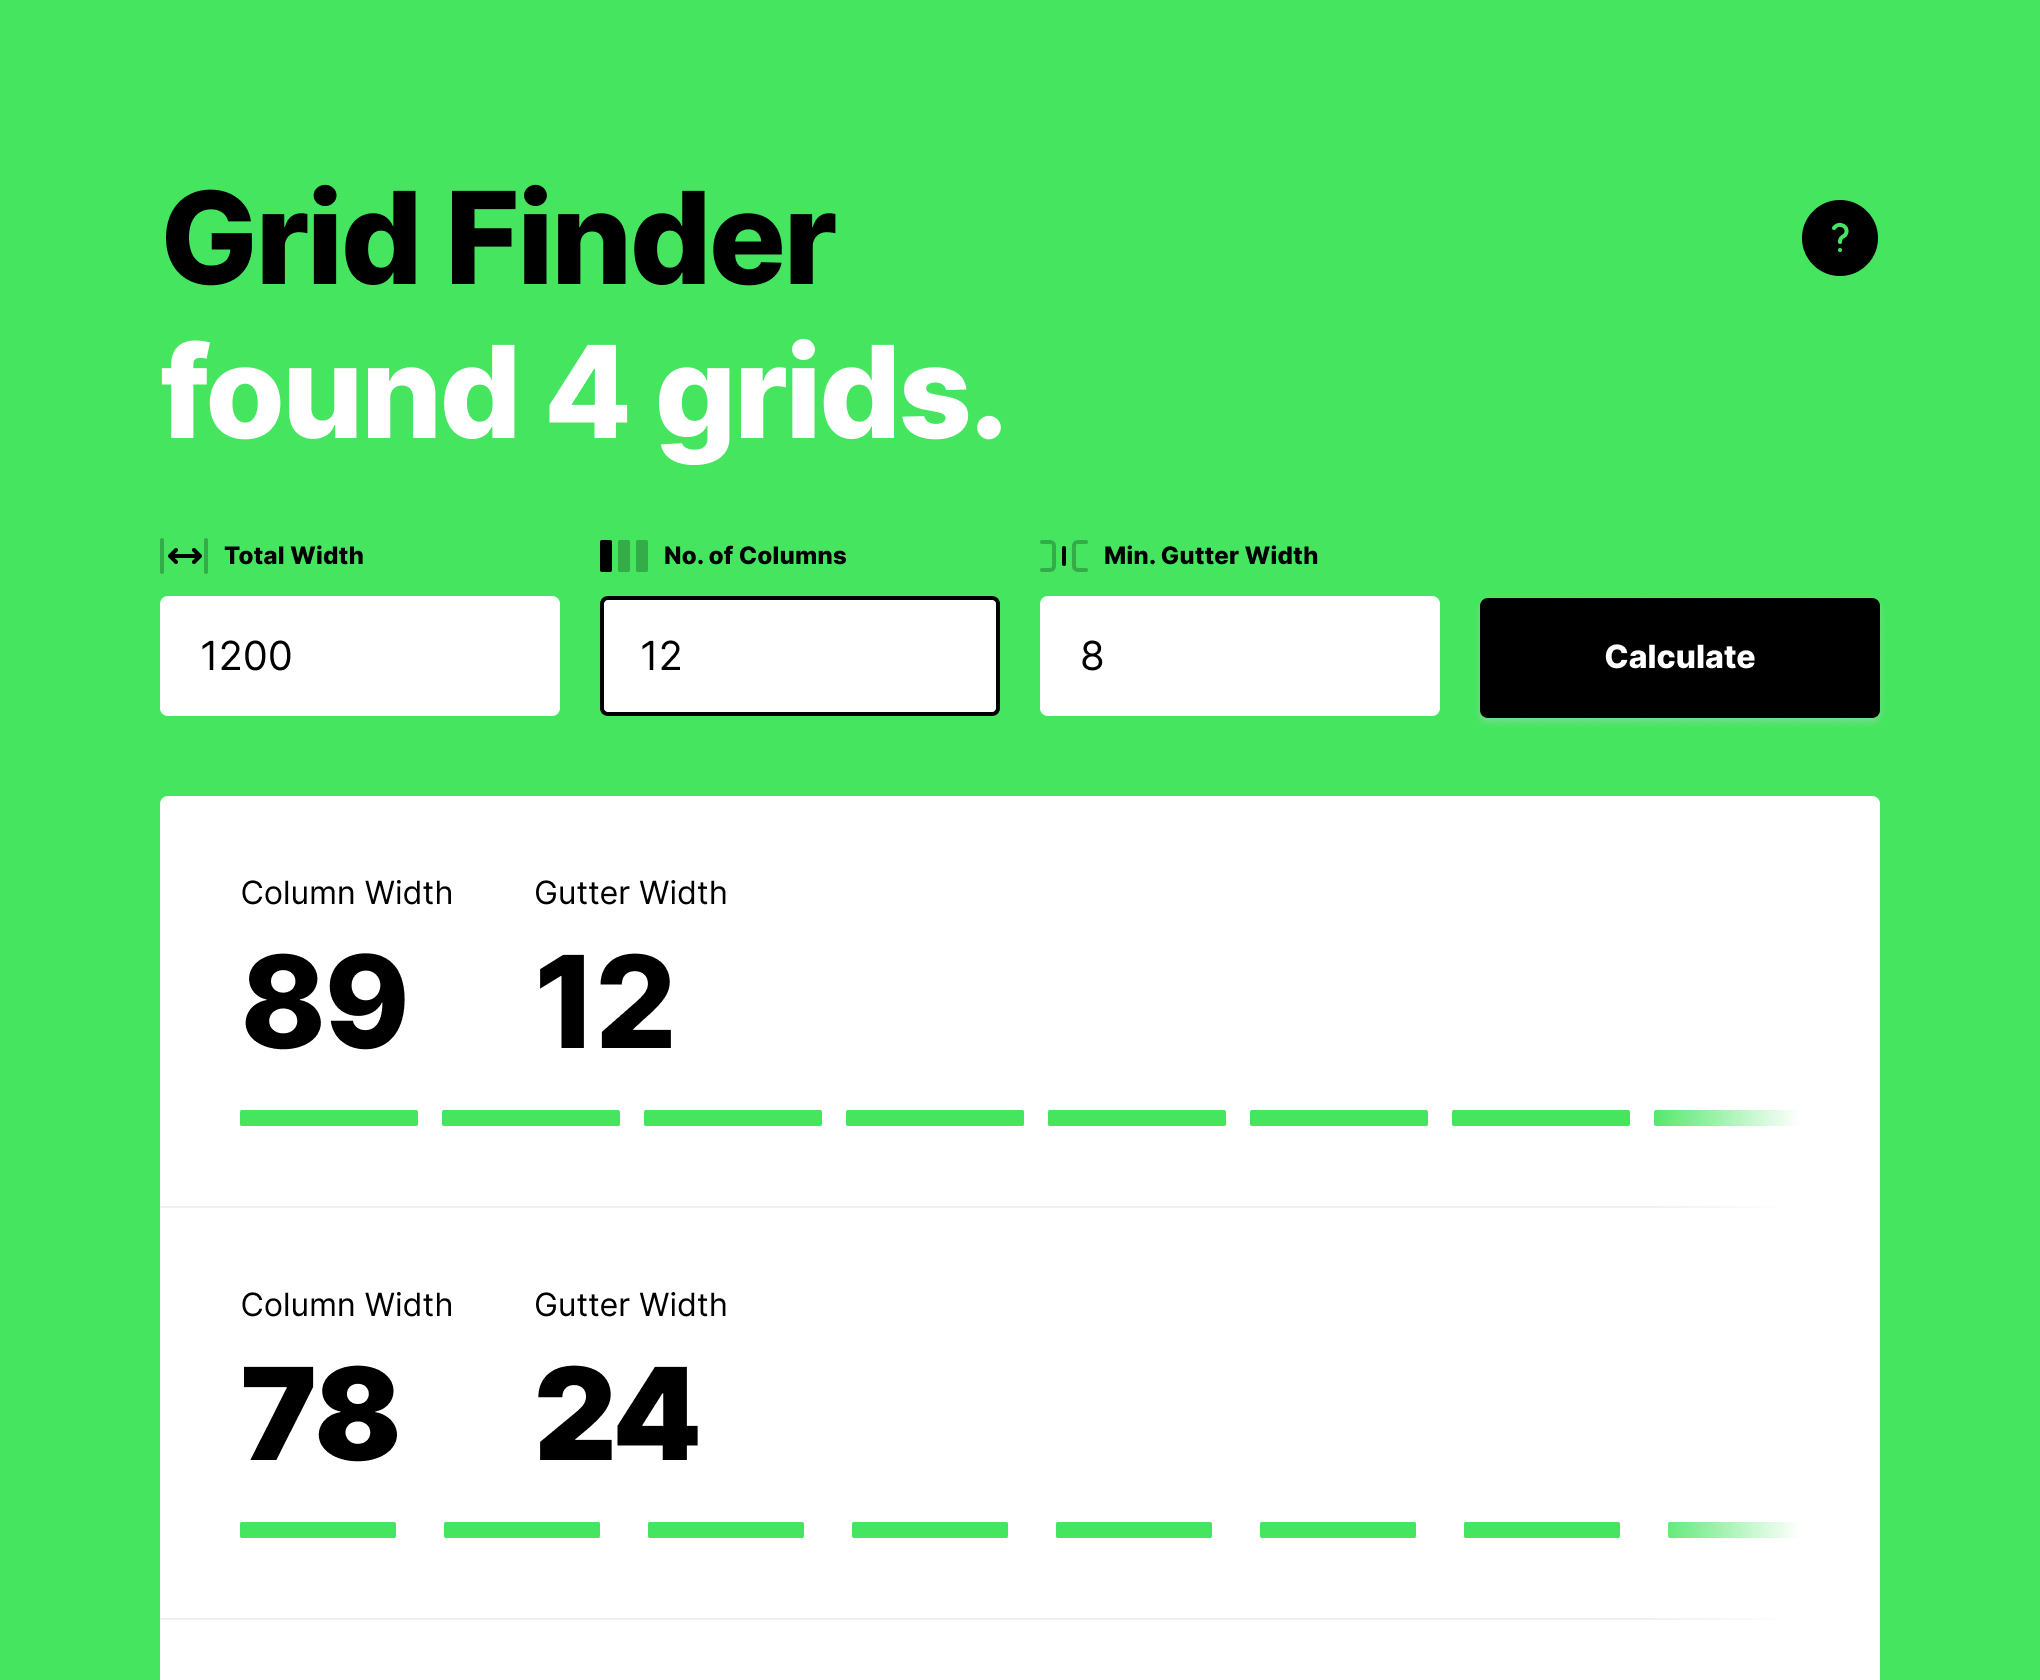 Grid Finder
?
found 4 grids.
Total Width
No. of Columns
Min. Gutter Width
1200
12
8
Calculate
Column Width
Gutter Width
89
12
Column Width
Gutter Width
78
24